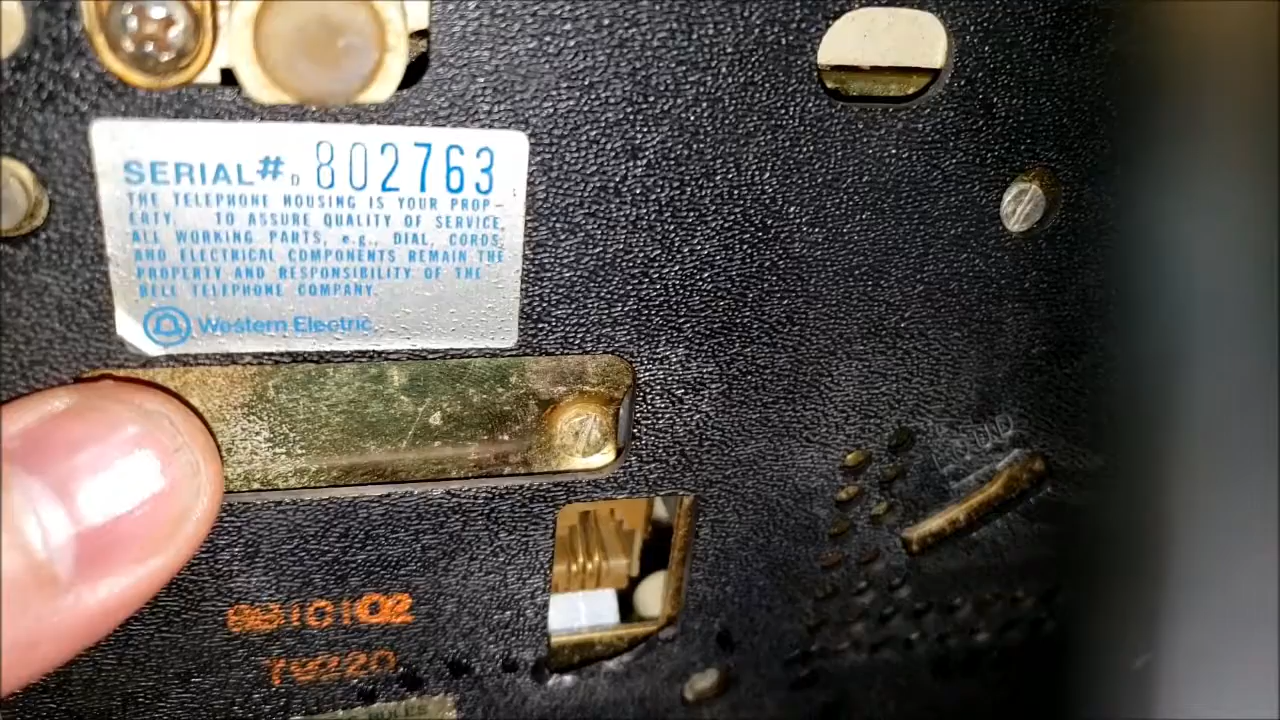 SERIAL# D 802763
THE TELEPHONE HOUSING IS YOUR PROP-
ERTY. TO ASSURE QUALITY OF SERVICE,
ALL WORKING PARTS, e.g., DIAL, CORDS,
AND ELECTRICAL COMPONENTS REMAIN THE
PROPERTY AND RESPONSIBILITY OF THE
BELL TELEPHONE COMPANY.
Western Electric
LOUD